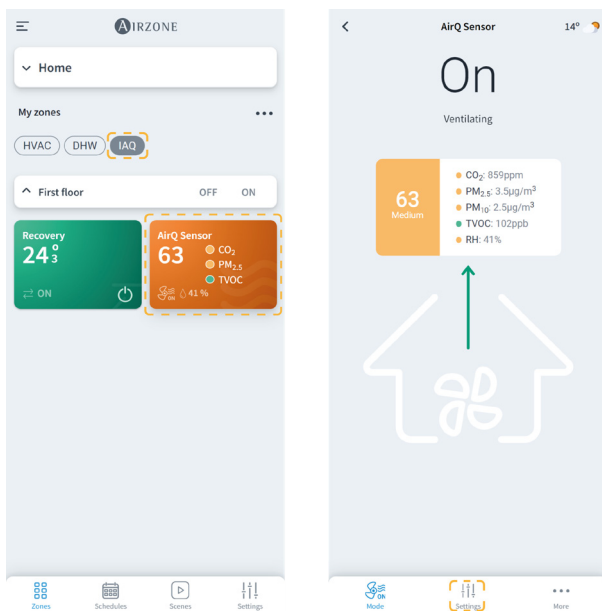 AIRZONE
Home
My zones
HVAC DHW IAQ
First floor OFF ON
Recovery
24°3
ON
AirQ Sensor
63
CO₂
PM₂.₅
TVOC
ON 41 %
Zones Schedules Scenes Settings
AirQ Sensor 14°
On
Ventilating
63
Medium
CO₂: 859ppm
PM₂.₅: 3.5µg/m³
PM₁₀: 2.5µg/m³
TVOC: 102ppb
RH: 41%
ON
Mode Settings More